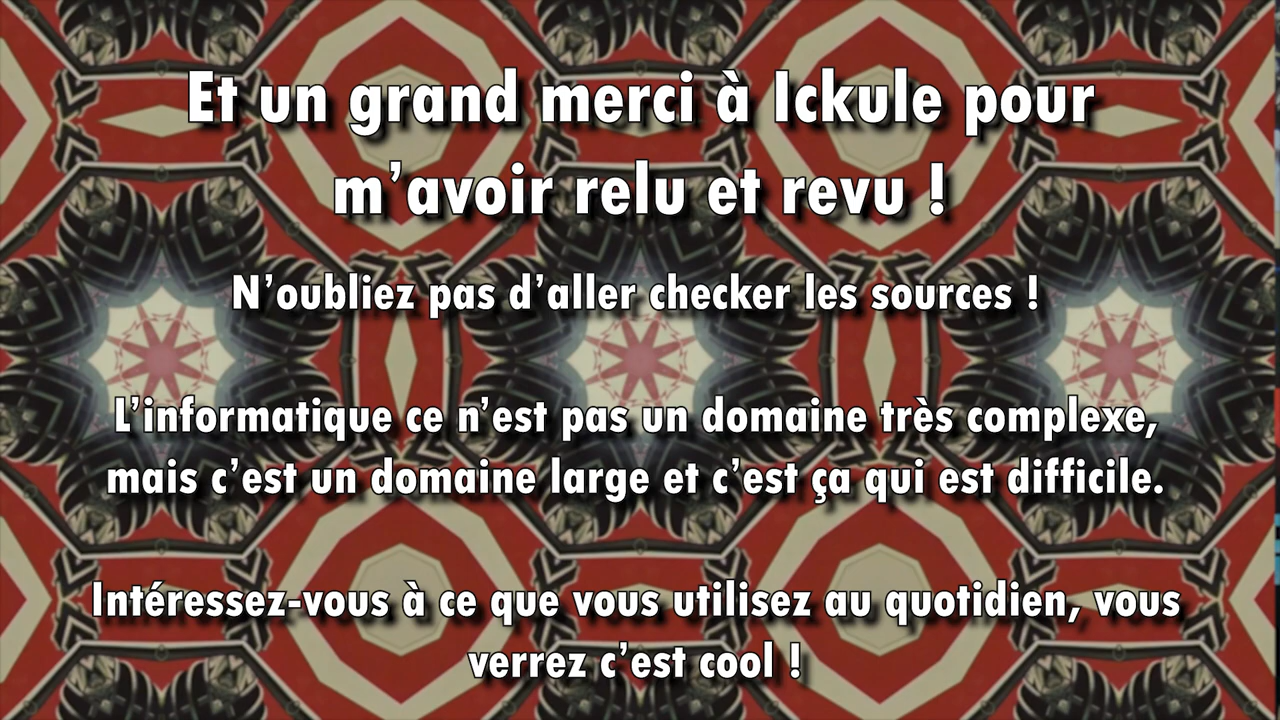 Et un grand merci à Ickule pour
m’avoir relu et revu !
N’oubliez pas d’aller checker les sources !
L’informatique ce n’est pas un domaine très complexe,
mais c’est un domaine large et c’est ça qui est difficile.
Intéressez-vous à ce que vous utilisez au quotidien, vous
verrez c’est cool !